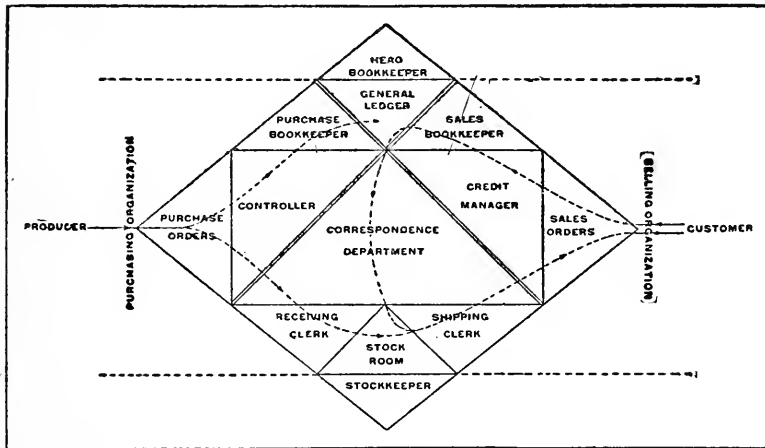 HEAD
BOOKKEEPER
GENERAL
LEDGER
PURCHASE
BOOKKEEPER
SALES
BOOKKEEPER
PURCHASING ORGANIZATION
[SELLING ORGANIZATION]
CONTROLLER
CREDIT
MANAGER
PRODUCER
PURCHASE
ORDERS
CORRESPONDENCE
DEPARTMENT
SALES
ORDERS
CUSTOMER
RECEIVING
CLERK
SHIPPING
CLERK
STOCK
ROOM
STOCKKEEPER